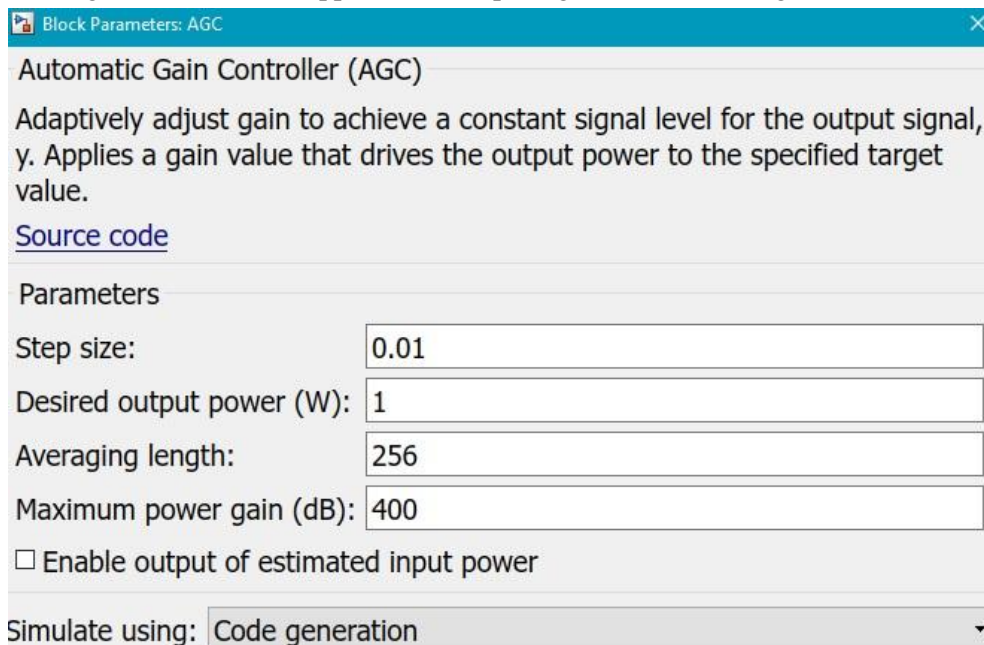 Block Parameters: AGC
Automatic Gain Controller (AGC)
Adaptively adjust gain to achieve a constant signal level for the output signal,
y. Applies a gain value that drives the output power to the specified target
value.
Source code
Parameters
Step size: 0.01
Desired output power (W): 1
Averaging length: 256
Maximum power gain (dB): 400
Enable output of estimated input power
Simulate using: Code generation